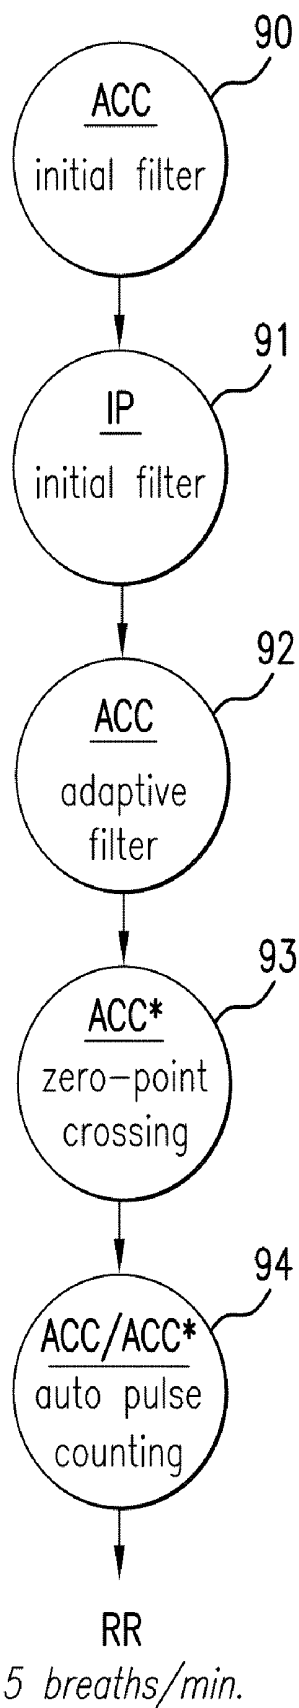 90
ACC
initial filter
91
IP
initial filter
92
ACC
adaptive
filter
93
ACC*
zero-point
crossing
94
ACC/ACC*
auto pulse
counting
RR
5 breaths/min.